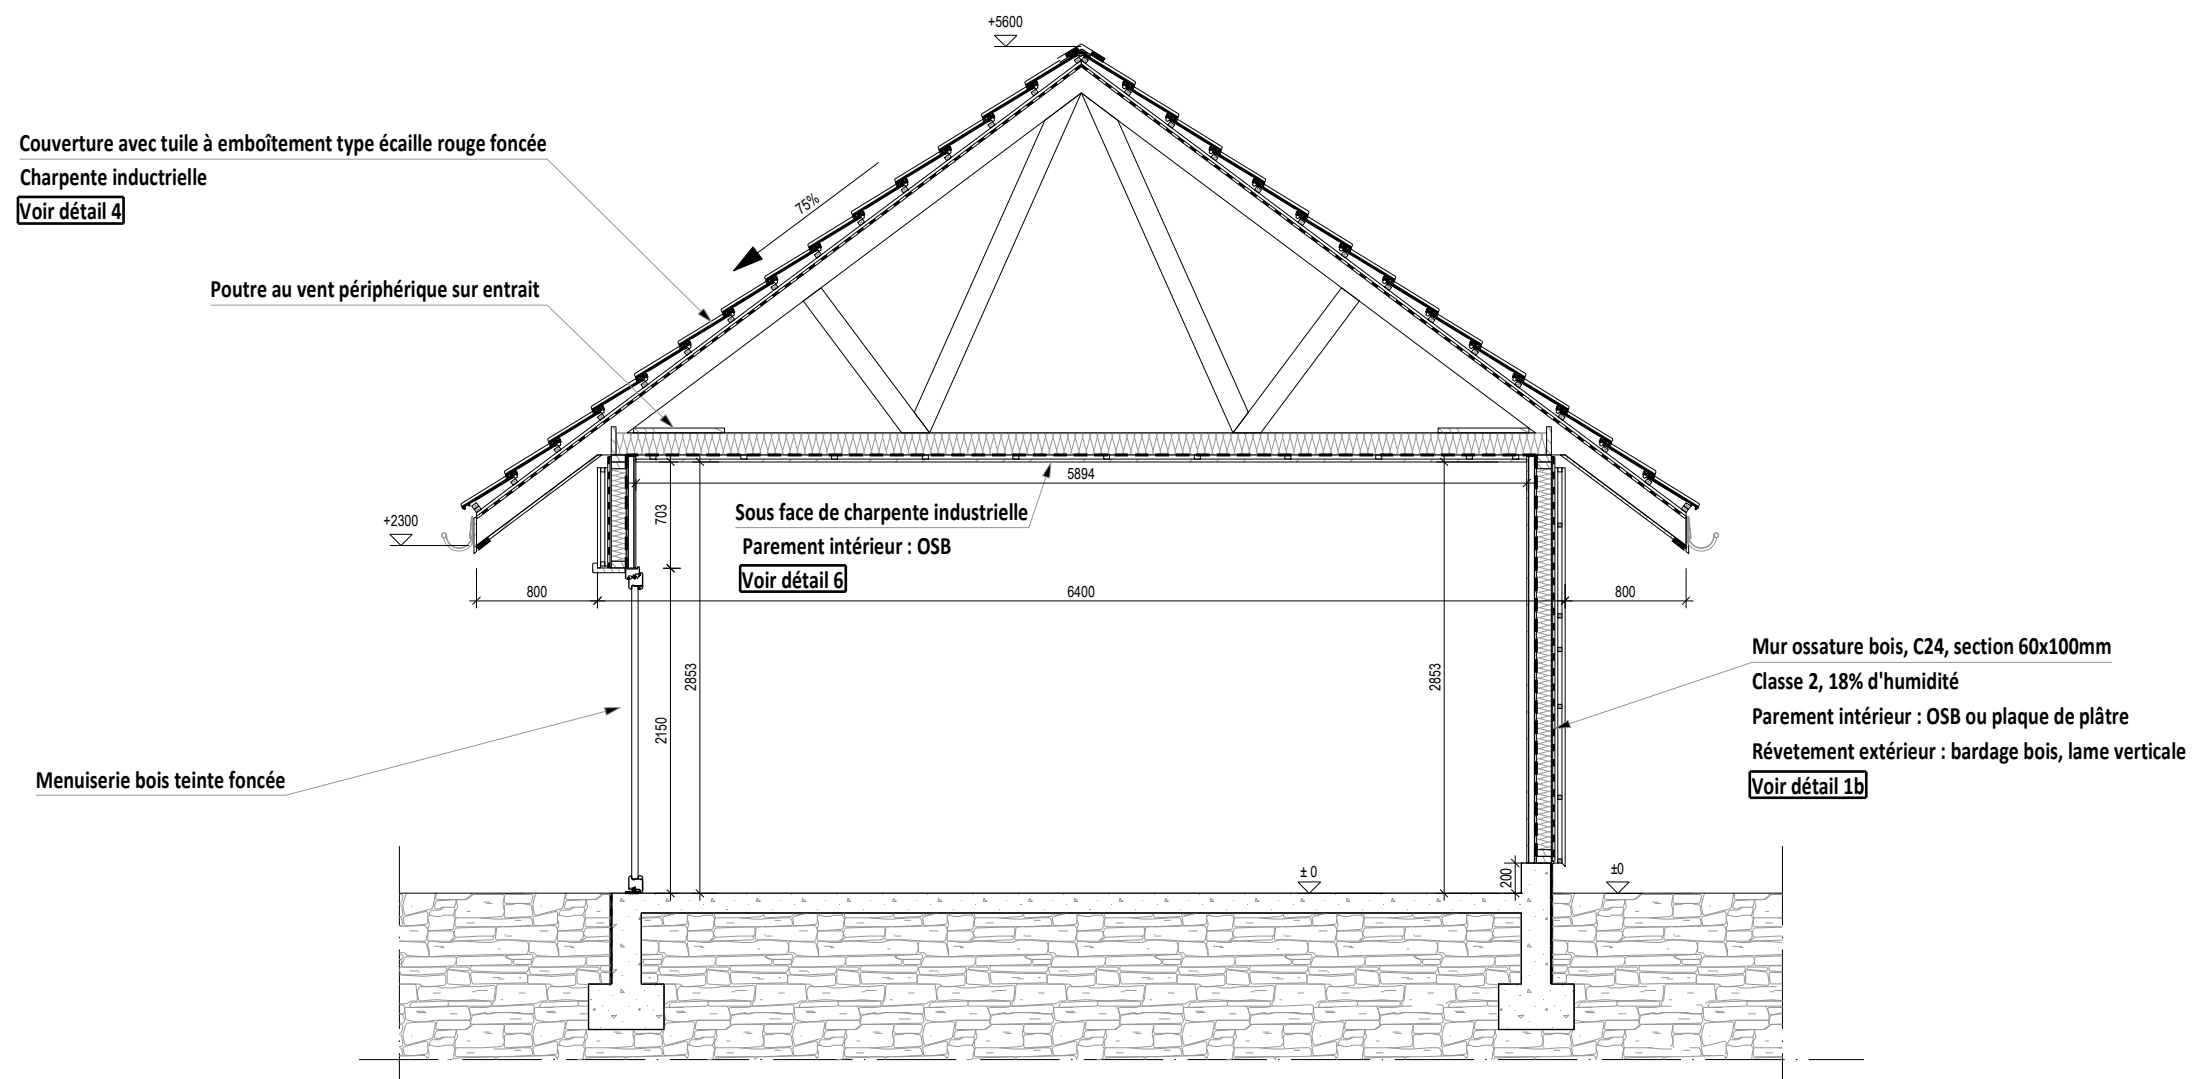 +5600
Couverture avec tuile à emboîtement type écaille rouge foncée
Charpente inductrielle
Voir détail 4
75%
Poutre au vent périphérique sur entrait
5894
+2300
703
Sous face de charpente industrielle
Parement intérieur : OSB
Voir détail 6
800
6400
800
Mur ossature bois, C24, section 60x100mm
Classe 2, 18% d'humidité
Parement intérieur : OSB ou plaque de plâtre
Révetement extérieur : bardage bois, lame verticale
Voir détail 1b
2853
2853
2150
Menuiserie bois teinte foncée
± 0
200
±0